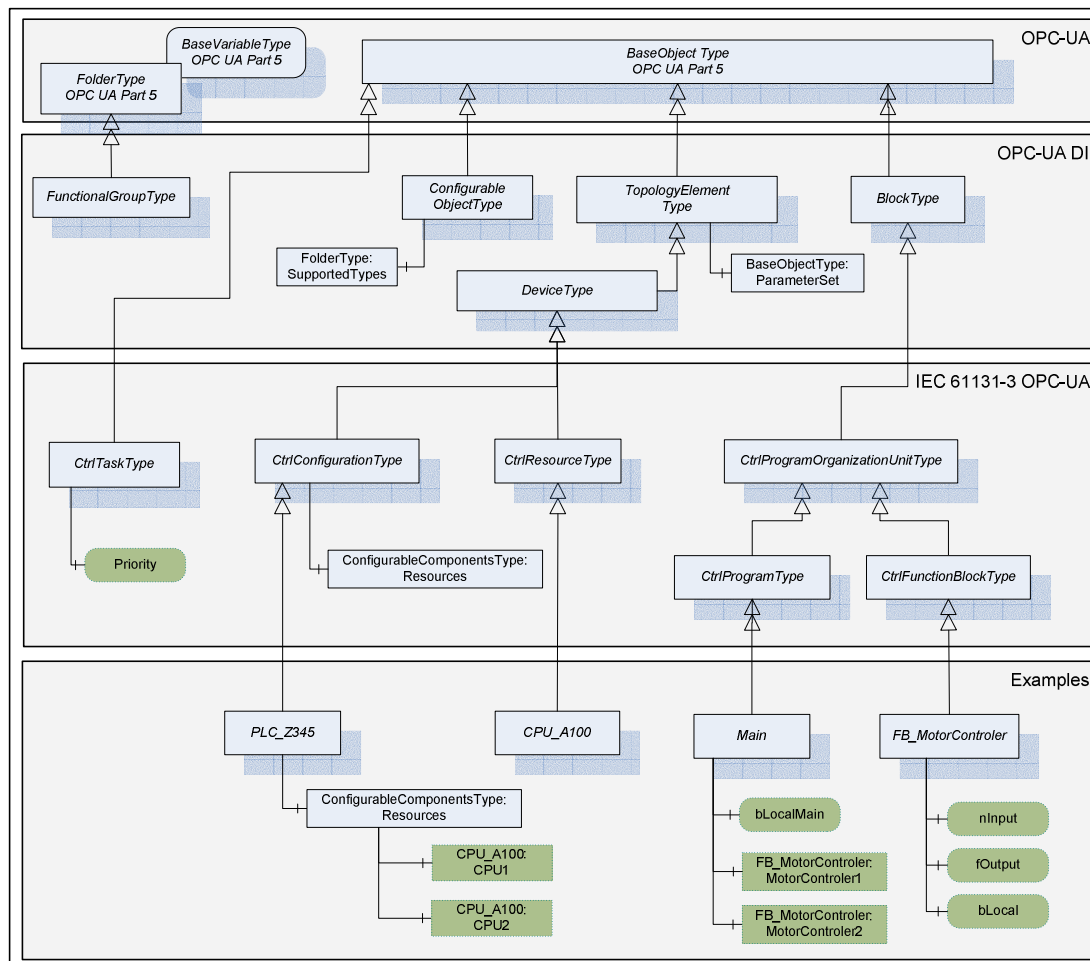 OPC-UA
BaseVariableType
OPC UA Part 5
FolderType
OPC UA Part 5
BaseObject Type
OPC UA Part 5
OPC-UA DI
FunctionalGroupType
Configurable
ObjectType
TopologyElement
Type
BlockType
FolderType:
SupportedTypes
BaseObjectType:
ParameterSet
DeviceType
IEC 61131-3 OPC-UA
CtrlTaskType
CtrlConfigurationType
CtrlResourceType
CtrlProgramOrganizationUnitType
Priority
ConfigurableComponentsType:
Resources
CtrlProgramType
CtrlFunctionBlockType
Examples
PLC_Z345
CPU_A100
Main
FB_MotorControler
ConfigurableComponentsType:
Resources
bLocalMain
nInput
CPU_A100:
CPU1
FB_MotorControler:
MotorControler1
fOutput
CPU_A100:
CPU2
FB_MotorControler:
MotorControler2
bLocal